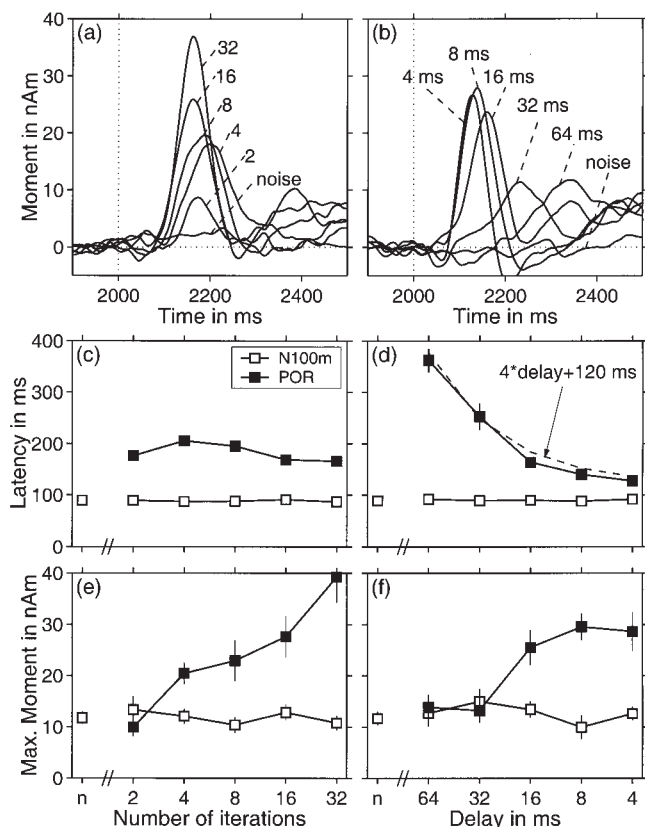 (a)
Moment in nAm
40
30
20
10
0
32
16
8
4
2
noise
2000
2200
2400
Time in ms
(b)
4 ms
8 ms
16 ms
32 ms
64 ms
noise
2000
2200
2400
Time in ms
(c)
Latency in ms
400
300
200
100
0
N100m
POR
(d)
4*delay+120 ms
(e)
Max. Moment in nAm
40
30
20
10
0
n
//
2
4
8
16
32
Number of iterations
(f)
n
//
64
32
16
8
4
Delay in ms